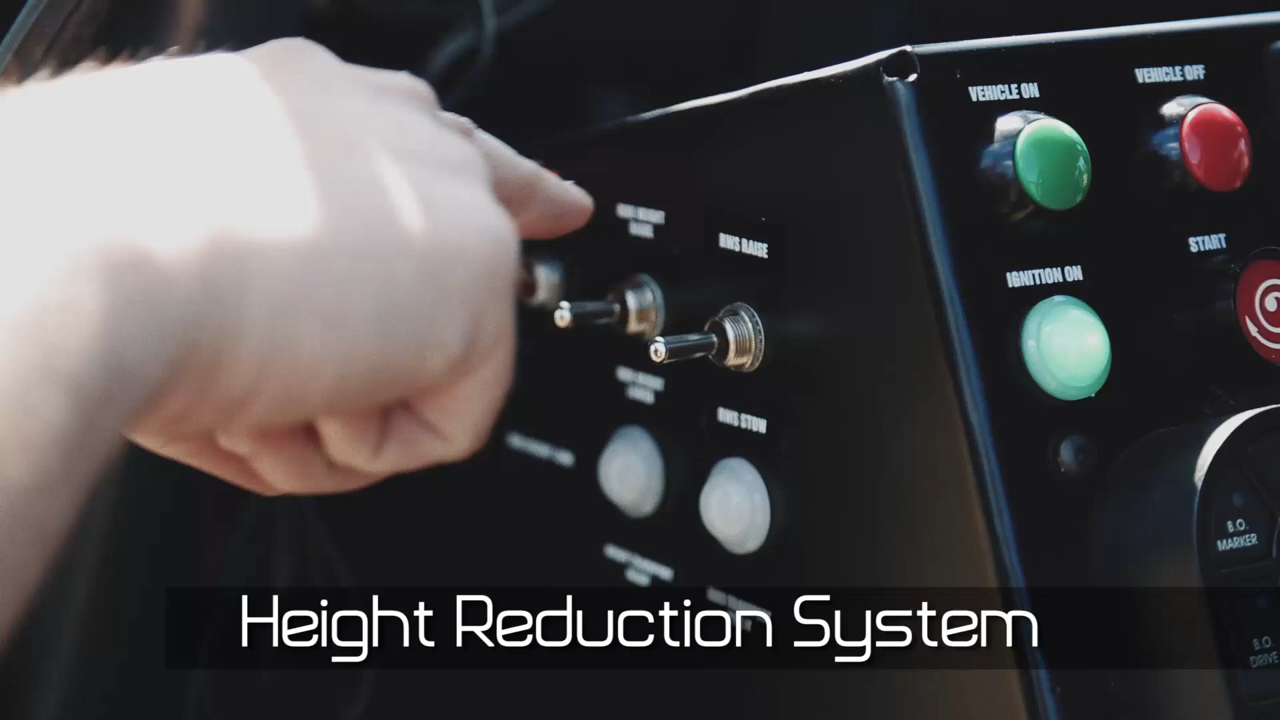 VEHICLE ON
VEHICLE OFF
RWS RAISE
START
IGNITION ON
RWS STOW
B.O.
MARKER
B.O.
DRIVE
Height Reduction System